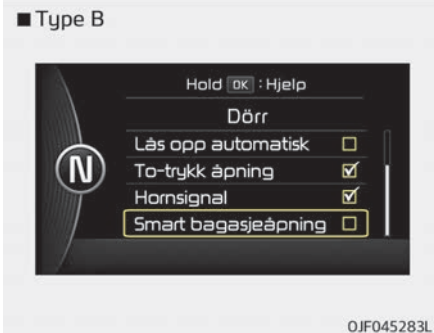 ■ Type B
Hold OK : Hjelp
Dörr
Lås opp automatisk
N
To-trykk åpning
Hornsignal
Smart bagasjeåpning
OJF045283L